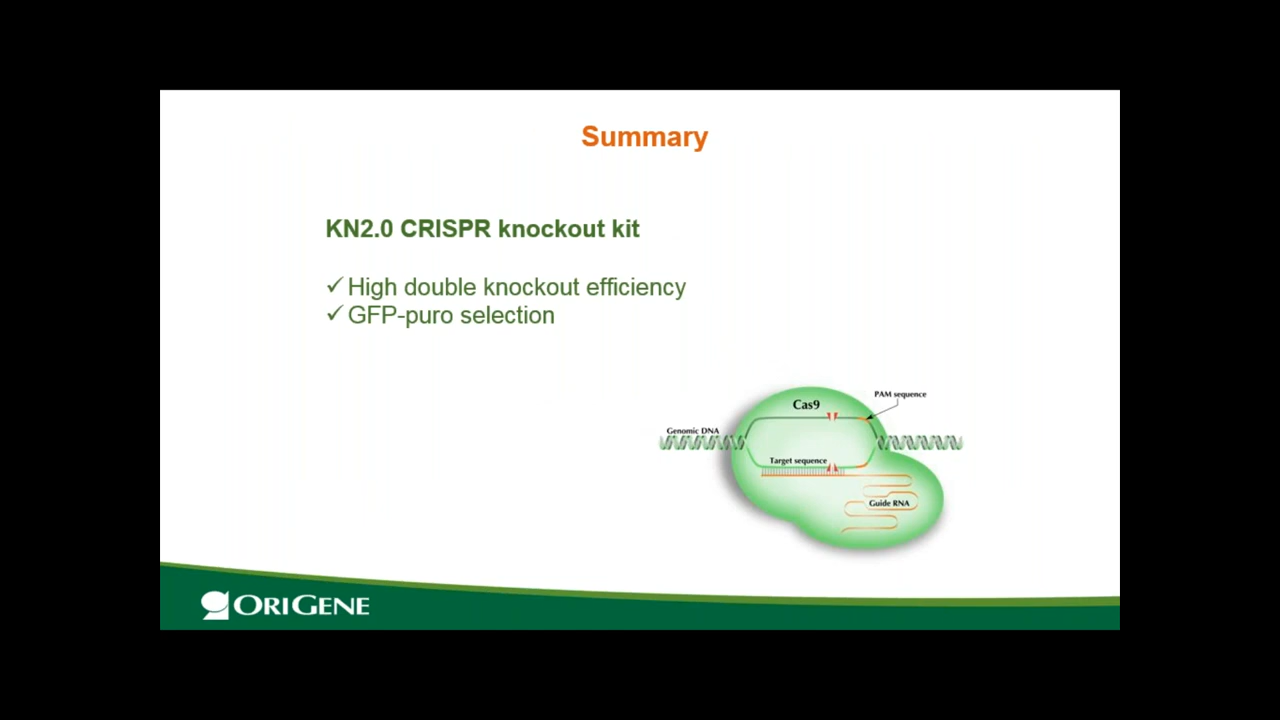 Summary
KN2.0 CRISPR knockout kit
✓ High double knockout efficiency
✓ GFP-puro selection
Cas9
PAM sequence
Genomic DNA
Target sequence
Guide RNA
ORIGENE